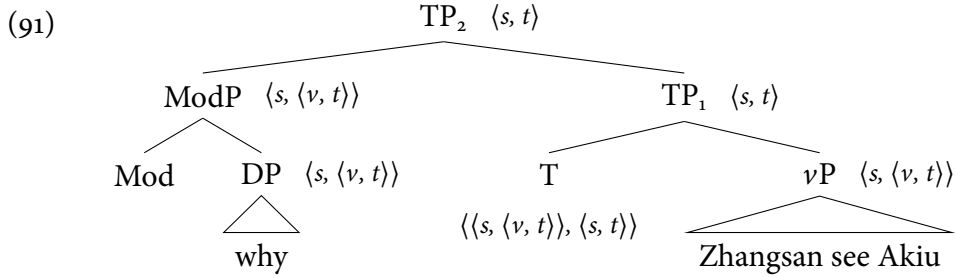 (91) TP₂ ⟨s, t⟩
ModP ⟨s, ⟨v, t⟩⟩ TP₁ ⟨s, t⟩
Mod DP ⟨s, ⟨v, t⟩⟩ T vP ⟨s, ⟨v, t⟩⟩
why ⟨⟨s, ⟨v, t⟩⟩, ⟨s, t⟩⟩ Zhangsan see Akiu